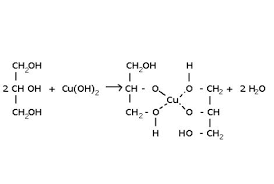 CH2OH CH2OH H
2 CH OH + Cu(OH)2 CH - O O - CH2 + 2 H2O
Cu
CH2OH CH2 - O O - CH
H HO - CH2